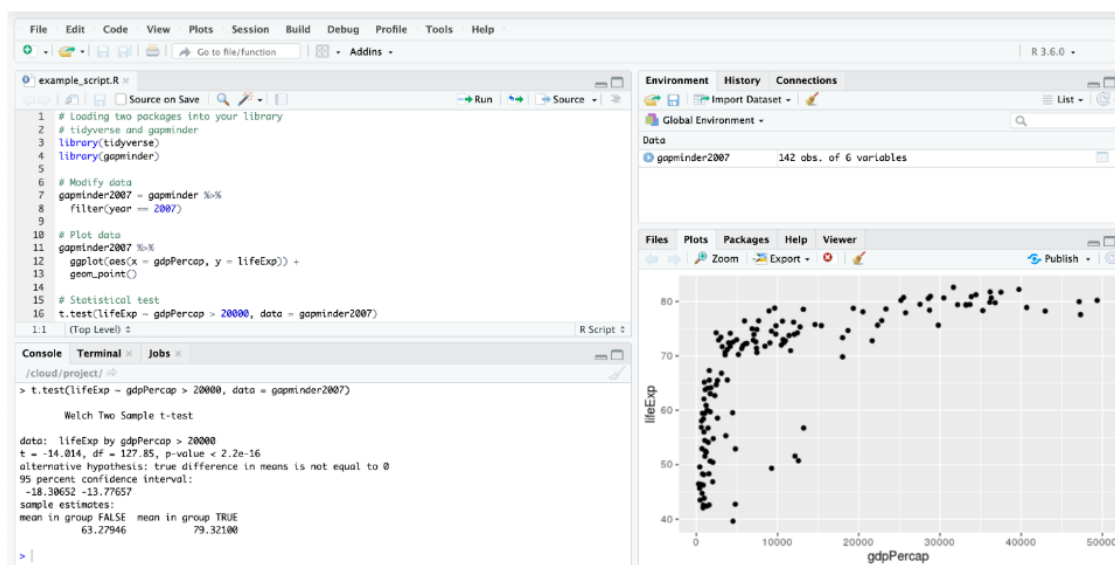 File Edit Code View Plots Session Build Debug Profile Tools Help
Go to file/function Addins R 3.6.0
example_script.R
Source on Save Run Source
1 # Loading two packages into your library
2 # tidyverse and gapminder
3 library(tidyverse)
4 library(gapminder)
5
6 # Modify data
7 gapminder2007 = gapminder %>%
8 filter(year == 2007)
9
10 # Plot data
11 gapminder2007 %>%
12 ggplot(aes(x = gdpPercap, y = lifeExp)) +
13 geom_point()
14
15 # Statistical test
16 t.test(lifeExp ~ gdpPercap > 20000, data = gapminder2007)
1:1 (Top Level) R Script
Console Terminal Jobs
/cloud/project/
> t.test(lifeExp ~ gdpPercap > 20000, data = gapminder2007)
Welch Two Sample t-test
data: lifeExp by gdpPercap > 20000
t = -14.014, df = 127.85, p-value < 2.2e-16
alternative hypothesis: true difference in means is not equal to 0
95 percent confidence interval:
-18.30652 -13.77657
sample estimates:
mean in group FALSE mean in group TRUE
63.27946 79.32100
>
Environment History Connections
Import Dataset List
Global Environment
Data
gapminder2007 142 obs. of 6 variables
Files Plots Packages Help Viewer
Zoom Export Publish
80
70
60
50
40
lifeExp
0 10000 20000 30000 40000 50000
gdpPercap